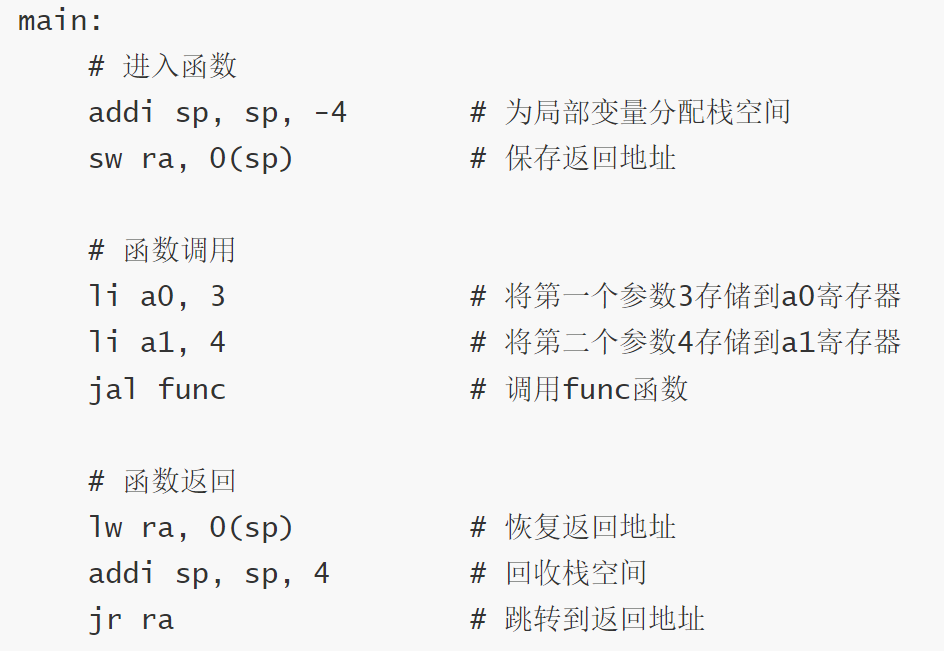 main:
    # 进入函数
    addi sp, sp, -4       # 为局部变量分配栈空间
    sw ra, 0(sp)          # 保存返回地址

    # 函数调用
    li a0, 3              # 将第一个参数3存储到a0寄存器
    li a1, 4              # 将第二个参数4存储到a1寄存器
    jal func              # 调用func函数

    # 函数返回
    lw ra, 0(sp)          # 恢复返回地址
    addi sp, sp, 4        # 回收栈空间
    jr ra                 # 跳转到返回地址